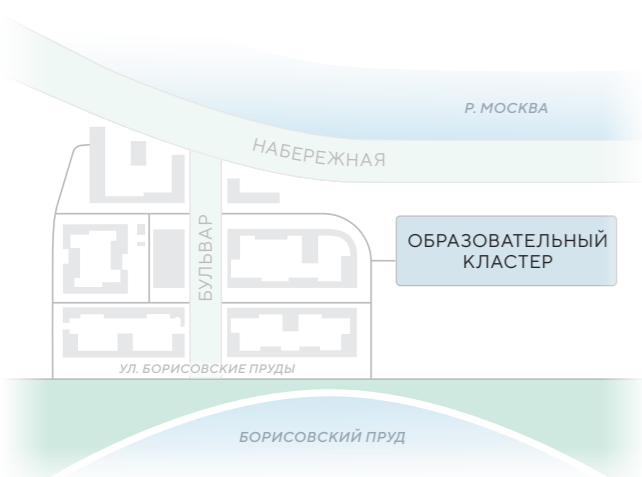 Р. МОСКВА
НАБЕРЕЖНАЯ
БУЛЬВАР
ОБРАЗОВАТЕЛЬНЫЙ
КЛАСТЕР
УЛ. БОРИСОВСКИЕ ПРУДЫ
БОРИСОВСКИЙ ПРУД